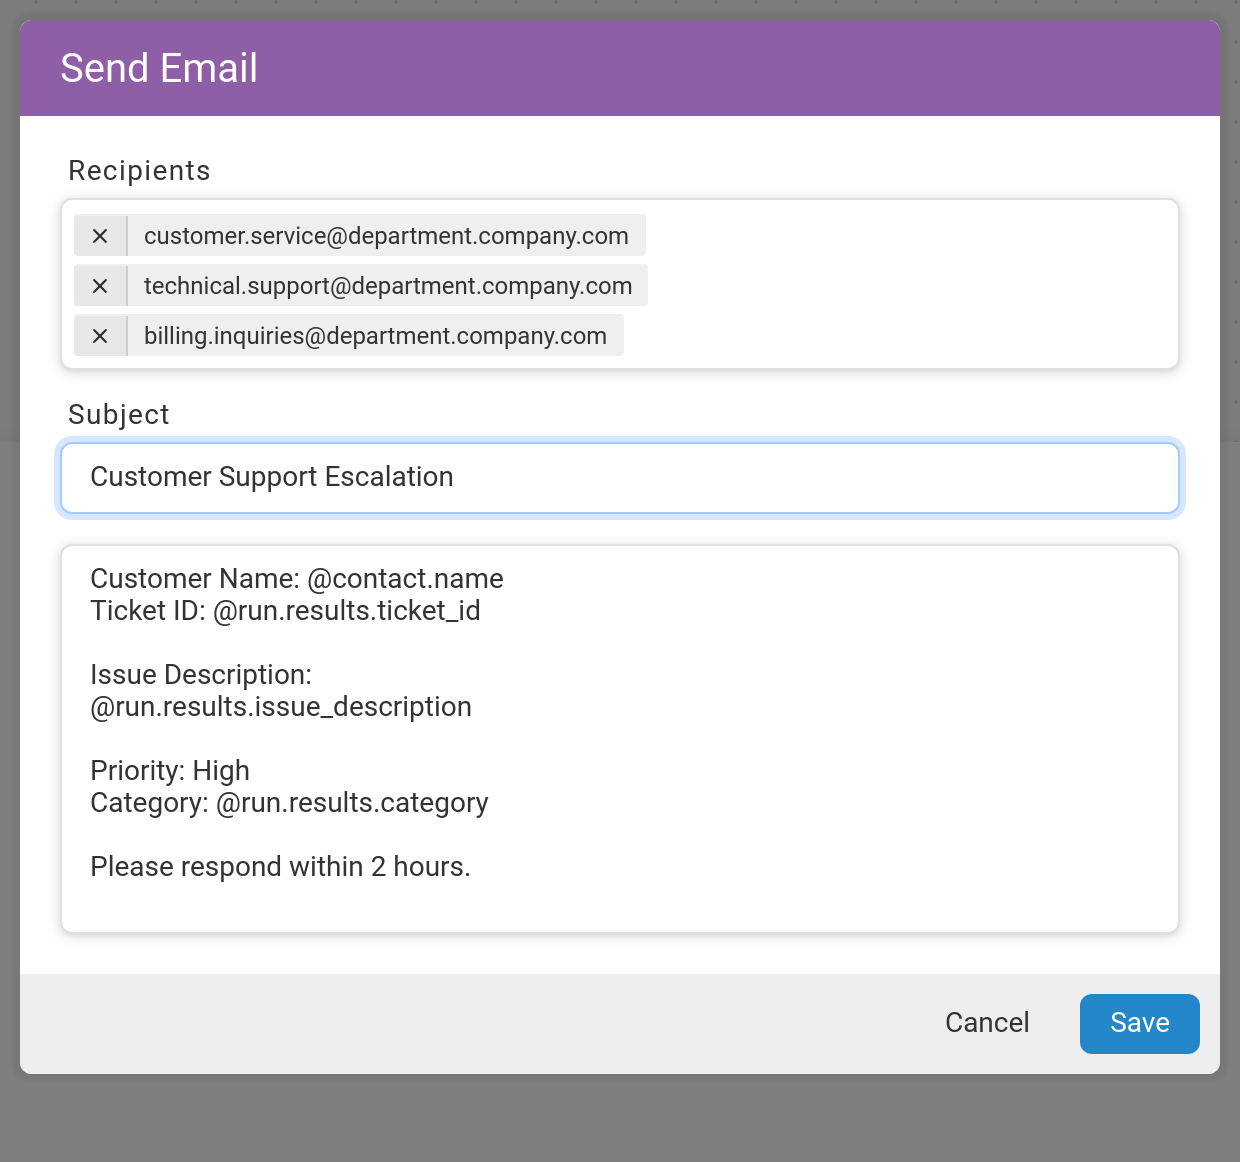 Send Email
Recipients
customer.service@department.company.com
technical.support@department.company.com
billing.inquiries@department.company.com
Subject
Customer Support Escalation
Customer Name: @contact.name
Ticket ID: @run.results.ticket_id
Issue Description:
@run.results.issue_description
Priority: High
Category: @run.results.category
Please respond within 2 hours.
Cancel
Save